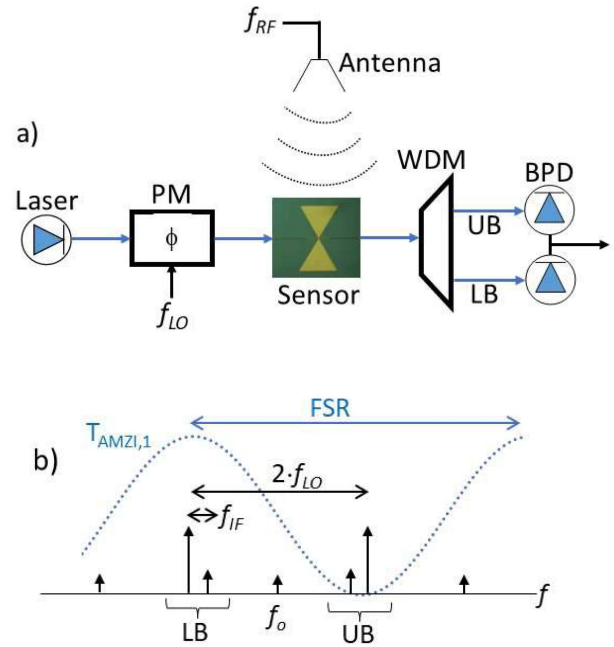 f_RF
Antenna
a)
WDM
BPD
Laser
PM
ϕ
UB
Sensor
LB
f_LO
FSR
T_AMZI,1
b)
2·f_LO
f_IF
f_o
f
LB
UB